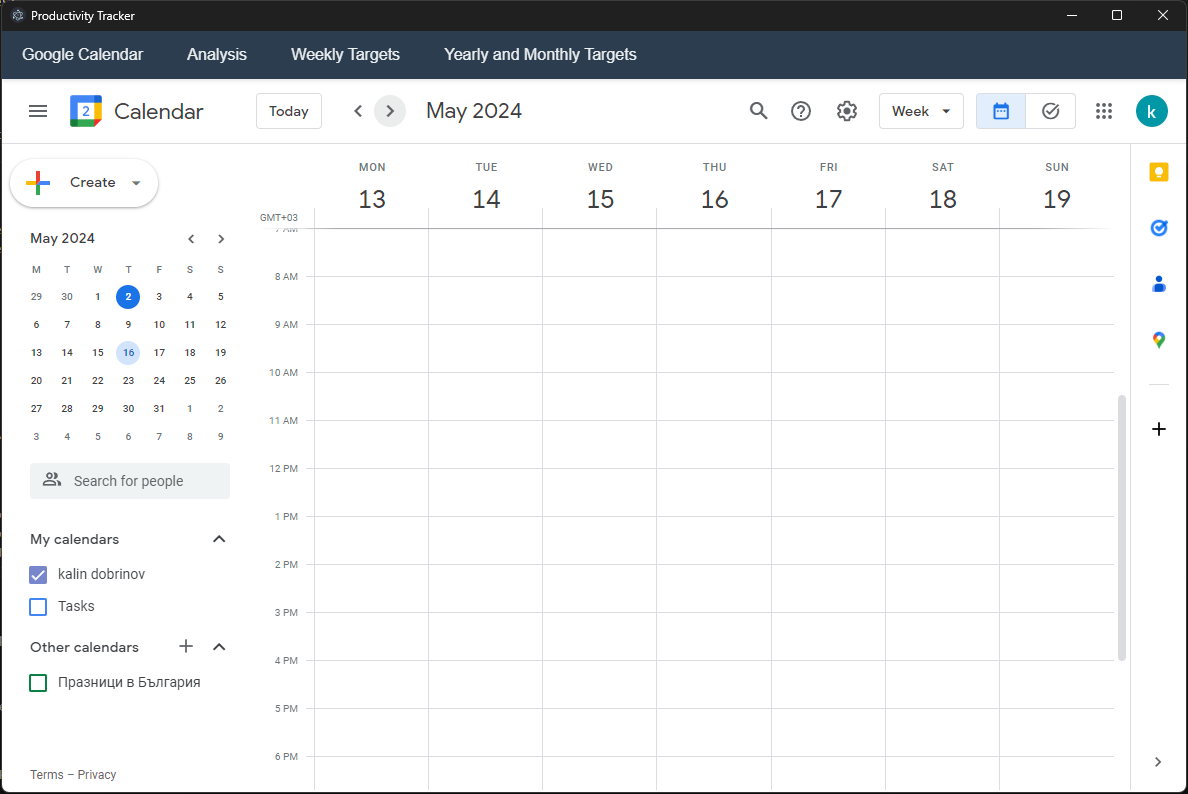 Productivity Tracker
Google Calendar Analysis Weekly Targets Yearly and Monthly Targets
2 Calendar Today May 2024 Week k
Create
MON TUE WED THU FRI SAT SUN
13 14 15 16 17 18 19
GMT+03
7 AM
8 AM
9 AM
10 AM
11 AM
12 PM
1 PM
2 PM
3 PM
4 PM
5 PM
6 PM
May 2024
M T W T F S S
29 30 1 2 3 4 5
6 7 8 9 10 11 12
13 14 15 16 17 18 19
20 21 22 23 24 25 26
27 28 29 30 31 1 2
3 4 5 6 7 8 9
Search for people
My calendars
kalin dobrinov
Tasks
Other calendars
Празници в България
Terms – Privacy